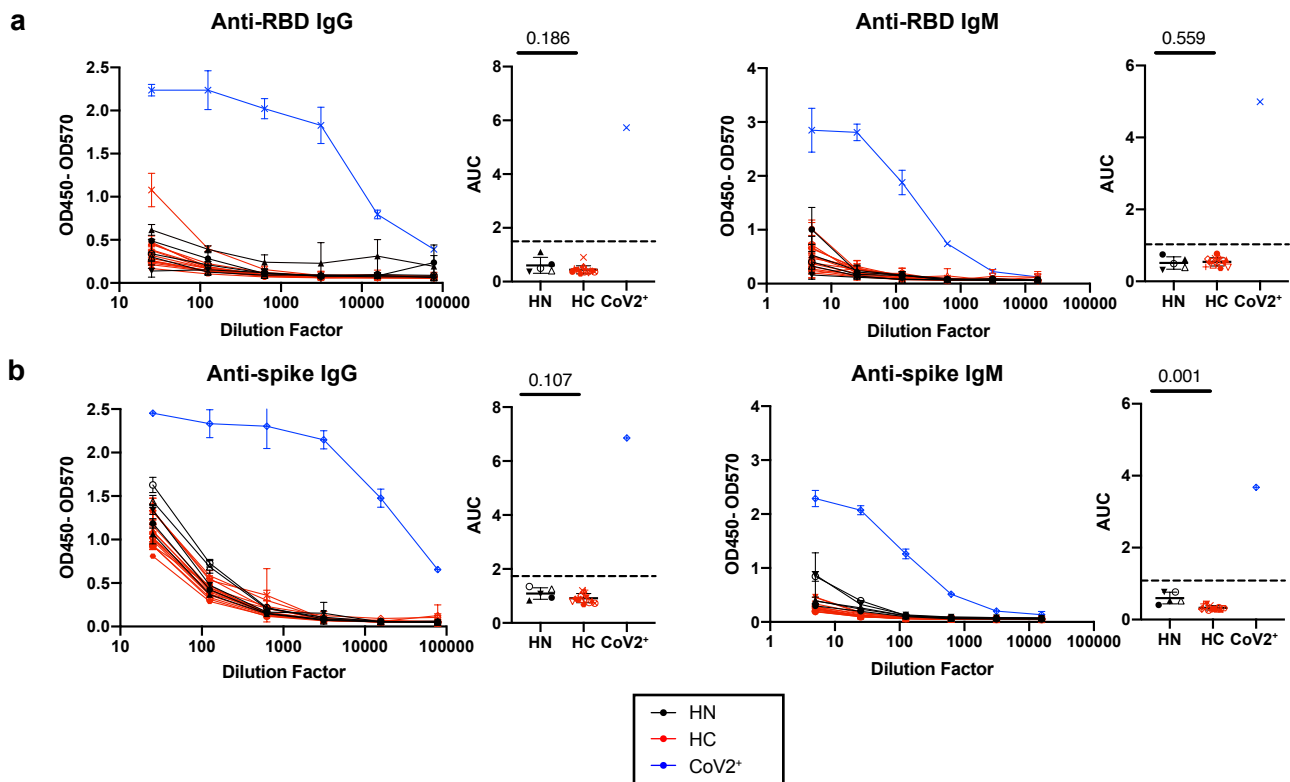 a
Anti-RBD IgG
Anti-RBD IgM
0.186
0.559
2.5
2.0
1.5
1.0
0.5
0.0
OD450- OD570
10 100 1000 10000 100000
Dilution Factor
8
6
4
2
0
AUC
HN HC CoV2⁺
4
3
2
1
0
OD450- OD570
1 10 100 1000 10000 100000
Dilution Factor
6
4
2
0
AUC
HN HC CoV2⁺
b
Anti-spike IgG
Anti-spike IgM
0.107
0.001
2.5
2.0
1.5
1.0
0.5
0.0
OD450- OD570
10 100 1000 10000 100000
Dilution Factor
8
6
4
2
0
AUC
HN HC CoV2⁺
4
3
2
1
0
OD450- OD570
1 10 100 1000 10000 100000
Dilution Factor
6
4
2
0
AUC
HN HC CoV2⁺
HN
HC
CoV2⁺